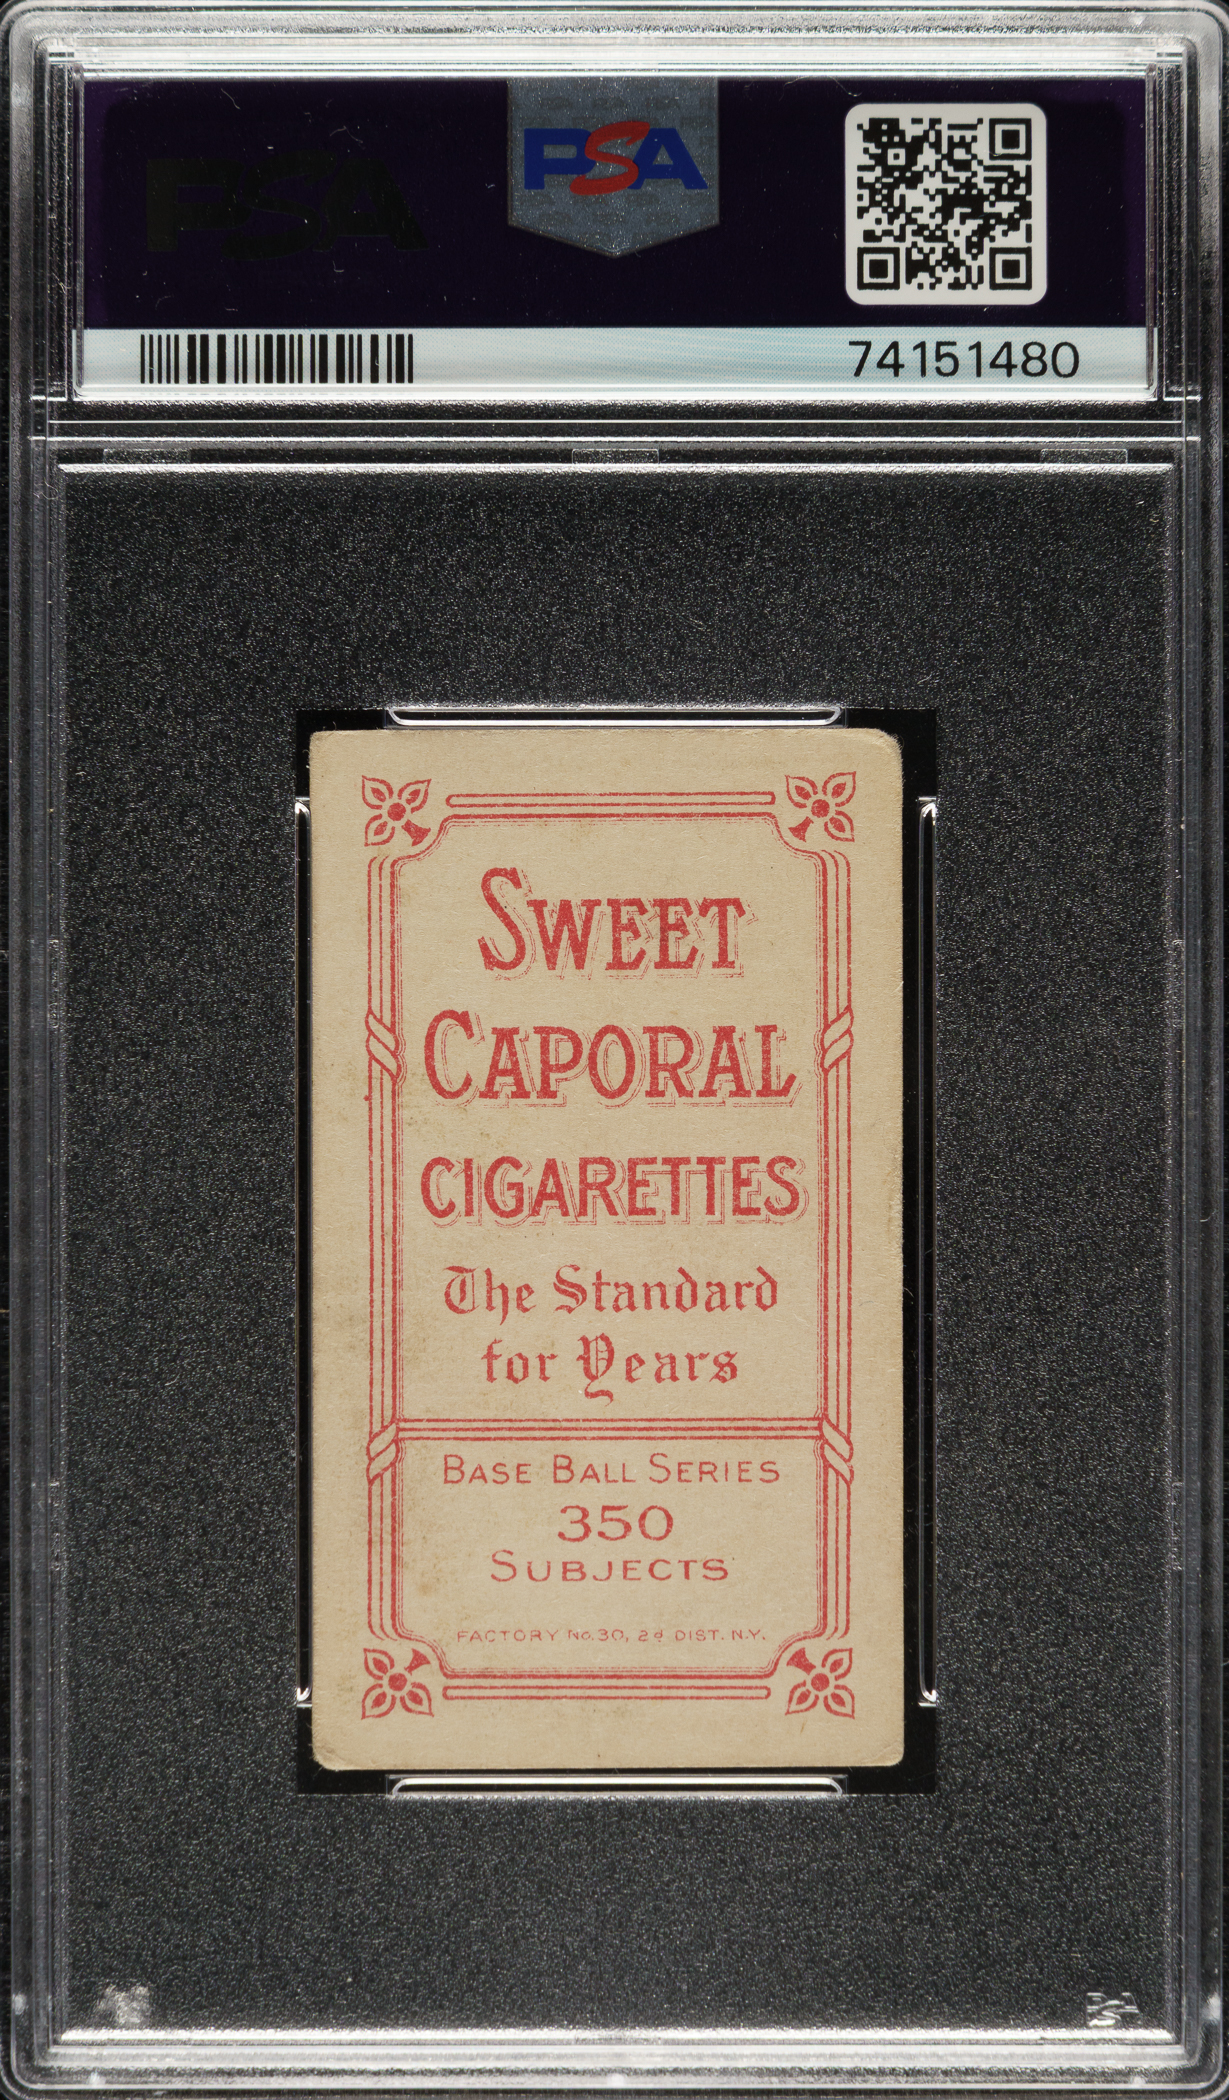 PSA
PSA
74151480
SWEET
CAPORAL
CIGARETTES
The Standard
for Years
BASE BALL SERIES
350
SUBJECTS
FACTORY No. 30, 2d DIST. N.Y.
PSA